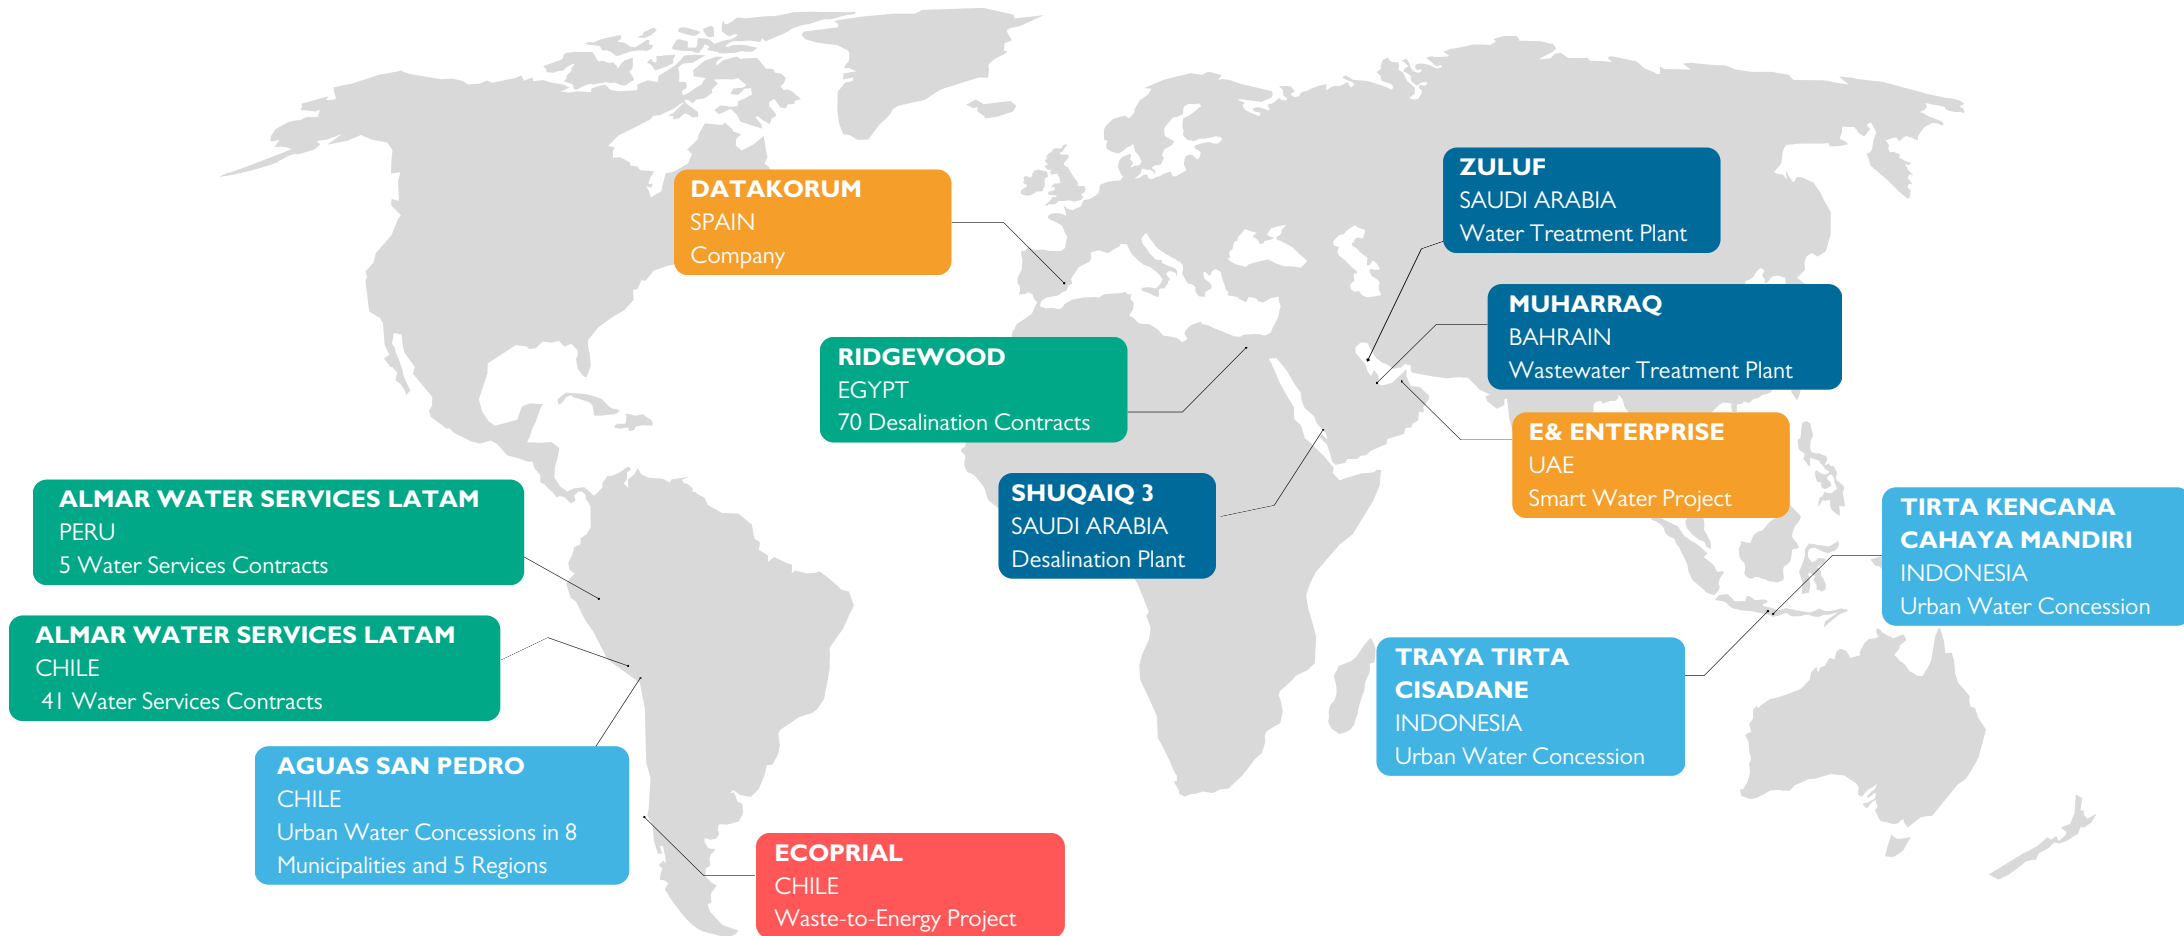 DATAKORUM
SPAIN
Company
ZULUF
SAUDI ARABIA
Water Treatment Plant
MUHARRAQ
BAHRAIN
Wastewater Treatment Plant
RIDGEWOOD
EGYPT
70 Desalination Contracts
E& ENTERPRISE
UAE
Smart Water Project
SHUQAIQ 3
SAUDI ARABIA
Desalination Plant
ALMAR WATER SERVICES LATAM
PERU
5 Water Services Contracts
TIRTA KENCANA
CAHAYA MANDIRI
INDONESIA
Urban Water Concession
ALMAR WATER SERVICES LATAM
CHILE
41 Water Services Contracts
TRAYA TIRTA
CISADANE
INDONESIA
Urban Water Concession
AGUAS SAN PEDRO
CHILE
Urban Water Concessions in 8
Municipalities and 5 Regions
ECOPRIAL
CHILE
Waste-to-Energy Project